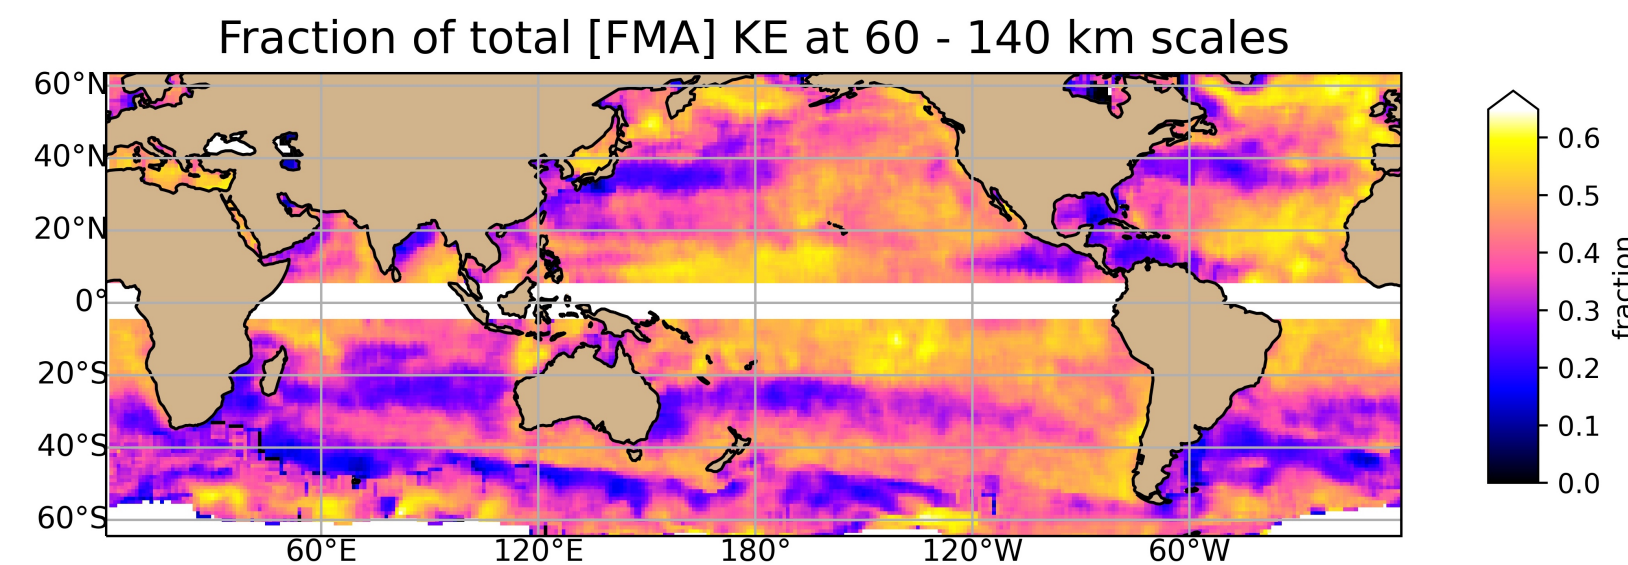 Fraction of total [FMA] KE at 60 - 140 km scales
60°N
40°N
20°N
0°
20°S
40°S
60°S
60°E 120°E 180° 120°W 60°W
0.6
0.5
0.4
0.3
0.2
0.1
0.0
fraction